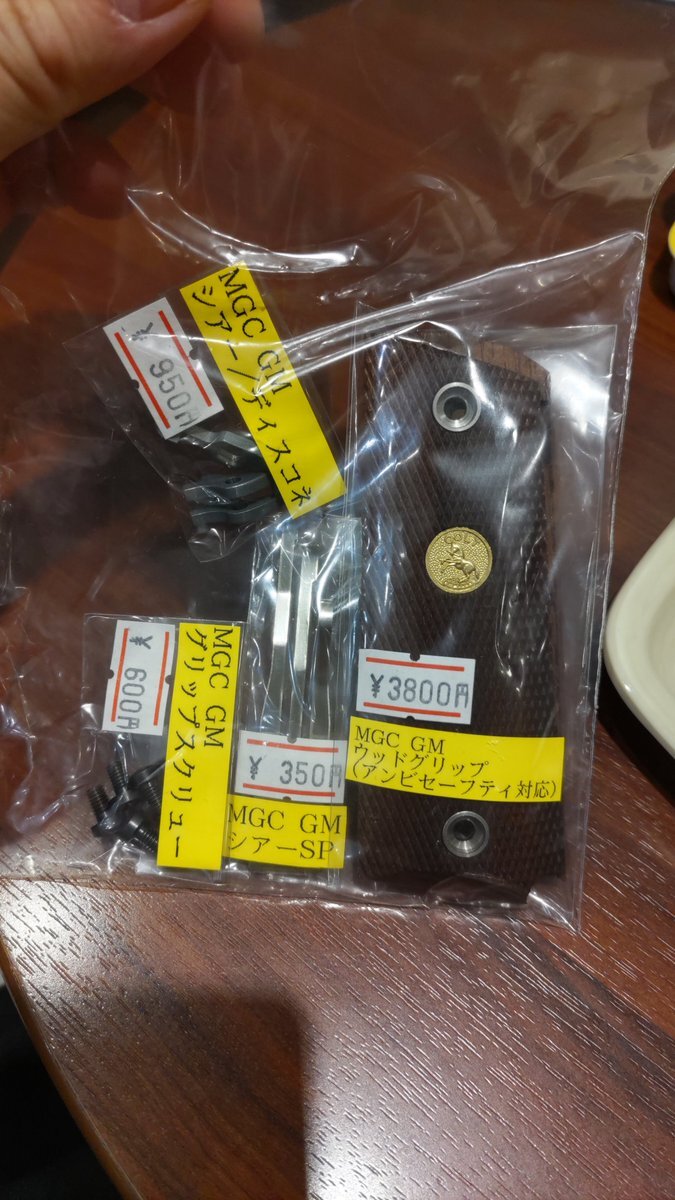 MGC GM
シアー/ディスコネ
¥ 950円
COLT
MGC GM
グリップスクリュー
¥ 600円
¥ 350円
MGC GM
シアーSP
¥3800円
MGC GM
ウッドグリップ
(アンビセーフティ対応)